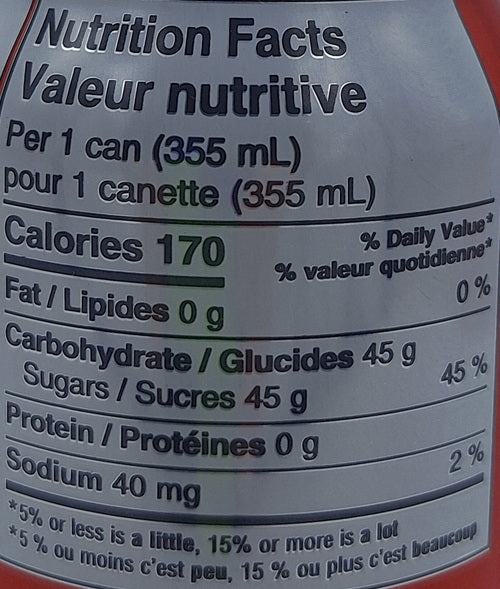 Nutrition Facts
Valeur nutritive
Per 1 can (355 mL)
pour 1 canette (355 mL)
Calories 170
% Daily Value*
% valeur quotidienne*
Fat / Lipides 0 g 0 %
Carbohydrate / Glucides 45 g
Sugars / Sucres 45 g 45 %
Protein / Protéines 0 g
Sodium 40 mg 2 %
*5% or less is a little, 15% or more is a lot
*5 % ou moins c'est peu, 15 % ou plus c'est beaucoup